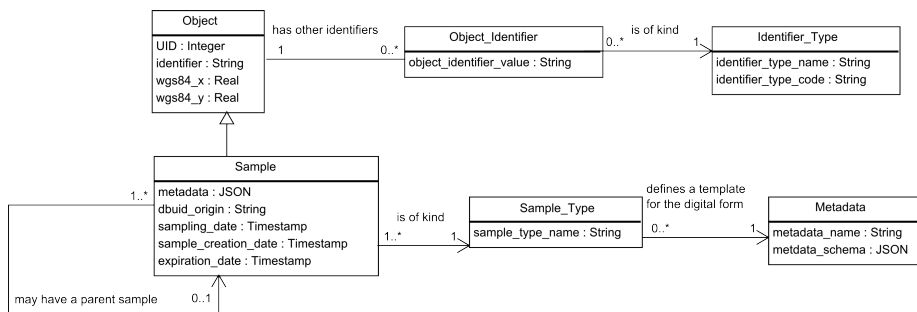 Object
UID : Integer
identifier : String
wgs84_x : Real
wgs84_y : Real
has other identifiers
1
0..*
Object_Identifier
object_identifier_value : String
is of kind
0..*
1
Identifier_Type
identifier_type_name : String
identifier_type_code : String
Sample
metadata : JSON
dbuid_origin : String
sampling_date : Timestamp
sample_creation_date : Timestamp
expiration_date : Timestamp
1..*
may have a parent sample
0..1
is of kind
1..*
1
Sample_Type
sample_type_name : String
defines a template
for the digital form
0..*
1
Metadata
metadata_name : String
metdata_schema : JSON